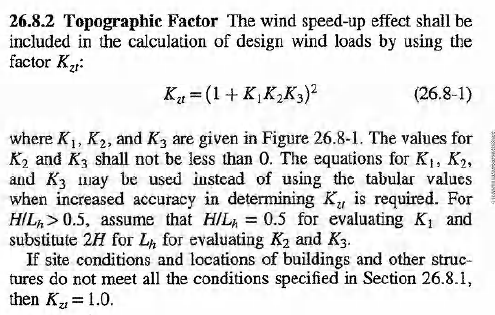 26.8.2 Topographic Factor The wind speed-up effect shall be
included in the calculation of design wind loads by using the
factor Kzt:
Kzt = (1 + K1K2K3)² (26.8-1)
where K1, K2, and K3 are given in Figure 26.8-1. The values for
K2 and K3 shall not be less than 0. The equations for K1, K2,
and K3 may be used instead of using the tabular values
when increased accuracy in determining Kzt is required. For
H/Lh > 0.5, assume that H/Lh = 0.5 for evaluating K1 and
substitute 2H for Lh for evaluating K2 and K3.
If site conditions and locations of buildings and other struc-
tures do not meet all the conditions specified in Section 26.8.1,
then Kzt = 1.0.